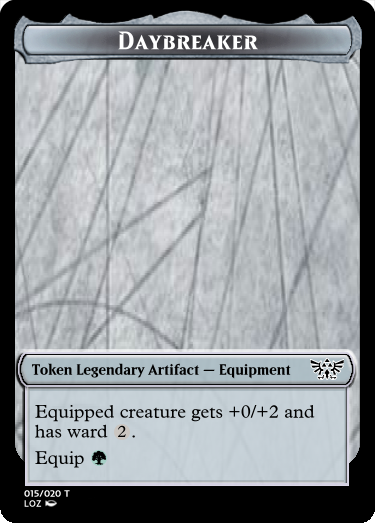 DAYBREAKER
Token Legendary Artifact — Equipment
Equipped creature gets +0/+2 and
has ward 2 .
Equip
015/020 T
LOZ